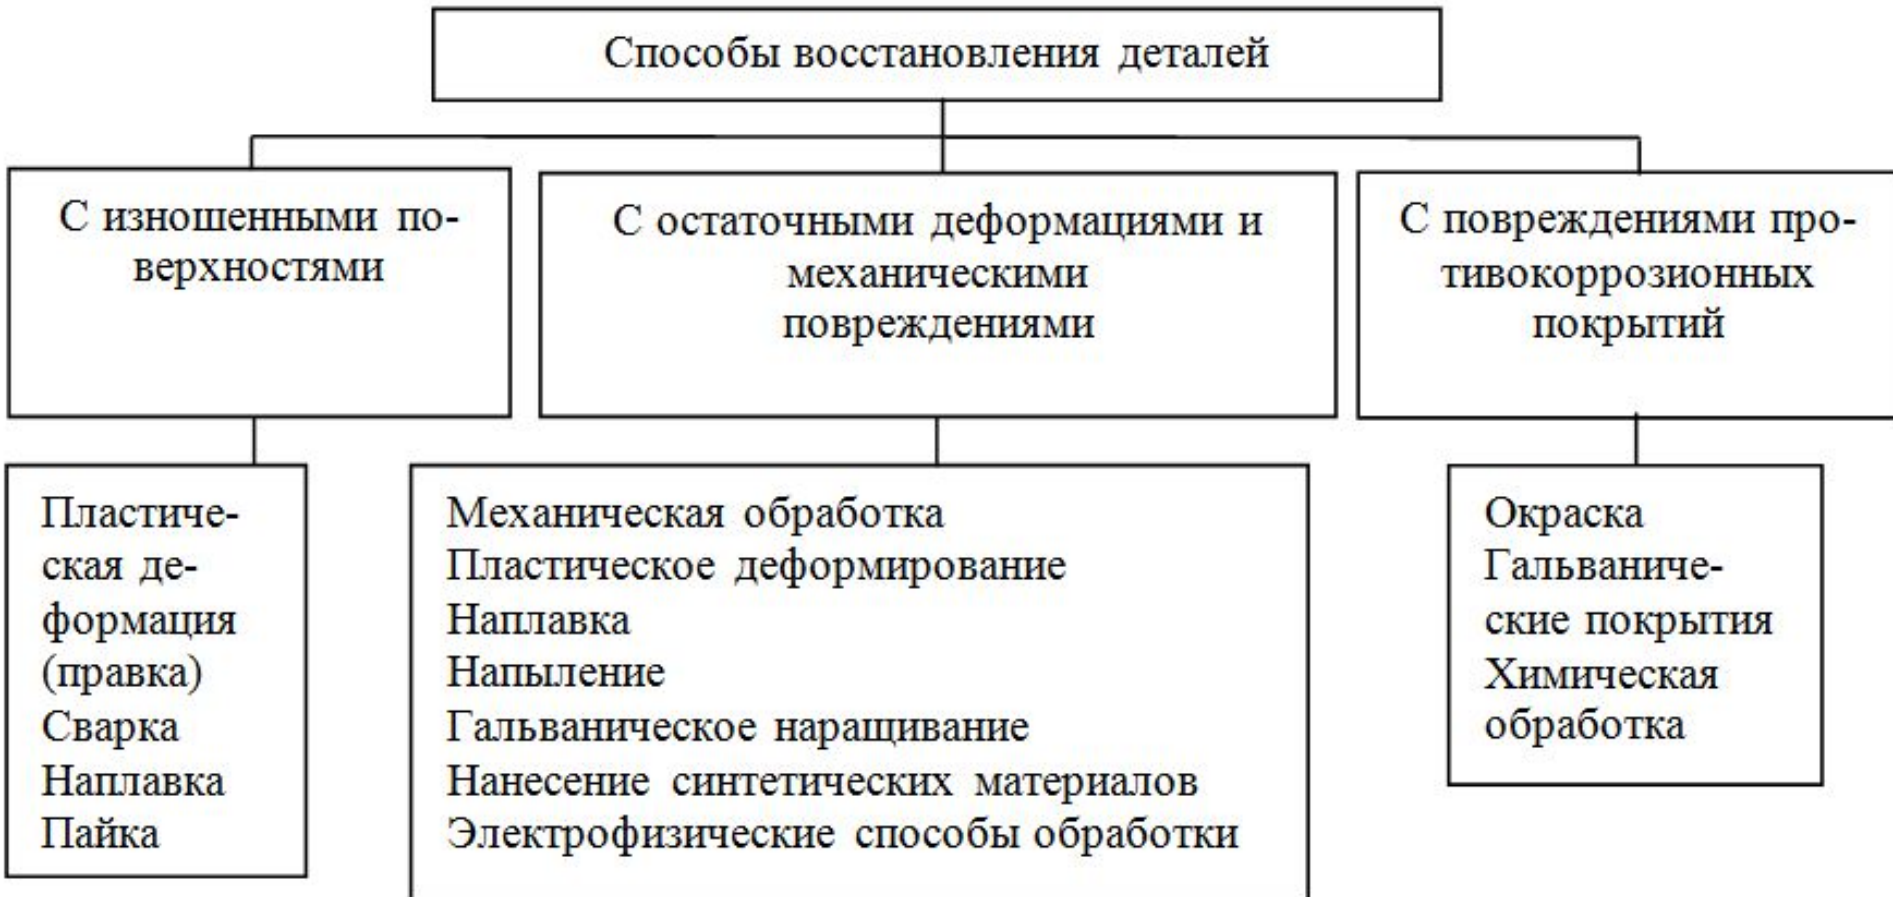 Способы восстановления деталей
С изношенными по-
верхностями
С остаточными деформациями и
механическими
повреждениями
С повреждениями про-
тивокоррозионных
покрытий
Пластиче-
ская де-
формация
(правка)
Сварка
Наплавка
Пайка
Механическая обработка
Пластическое деформирование
Наплавка
Напыление
Гальваническое наращивание
Нанесение синтетических материалов
Электрофизические способы обработки
Окраска
Гальваниче-
ские покрытия
Химическая
обработка